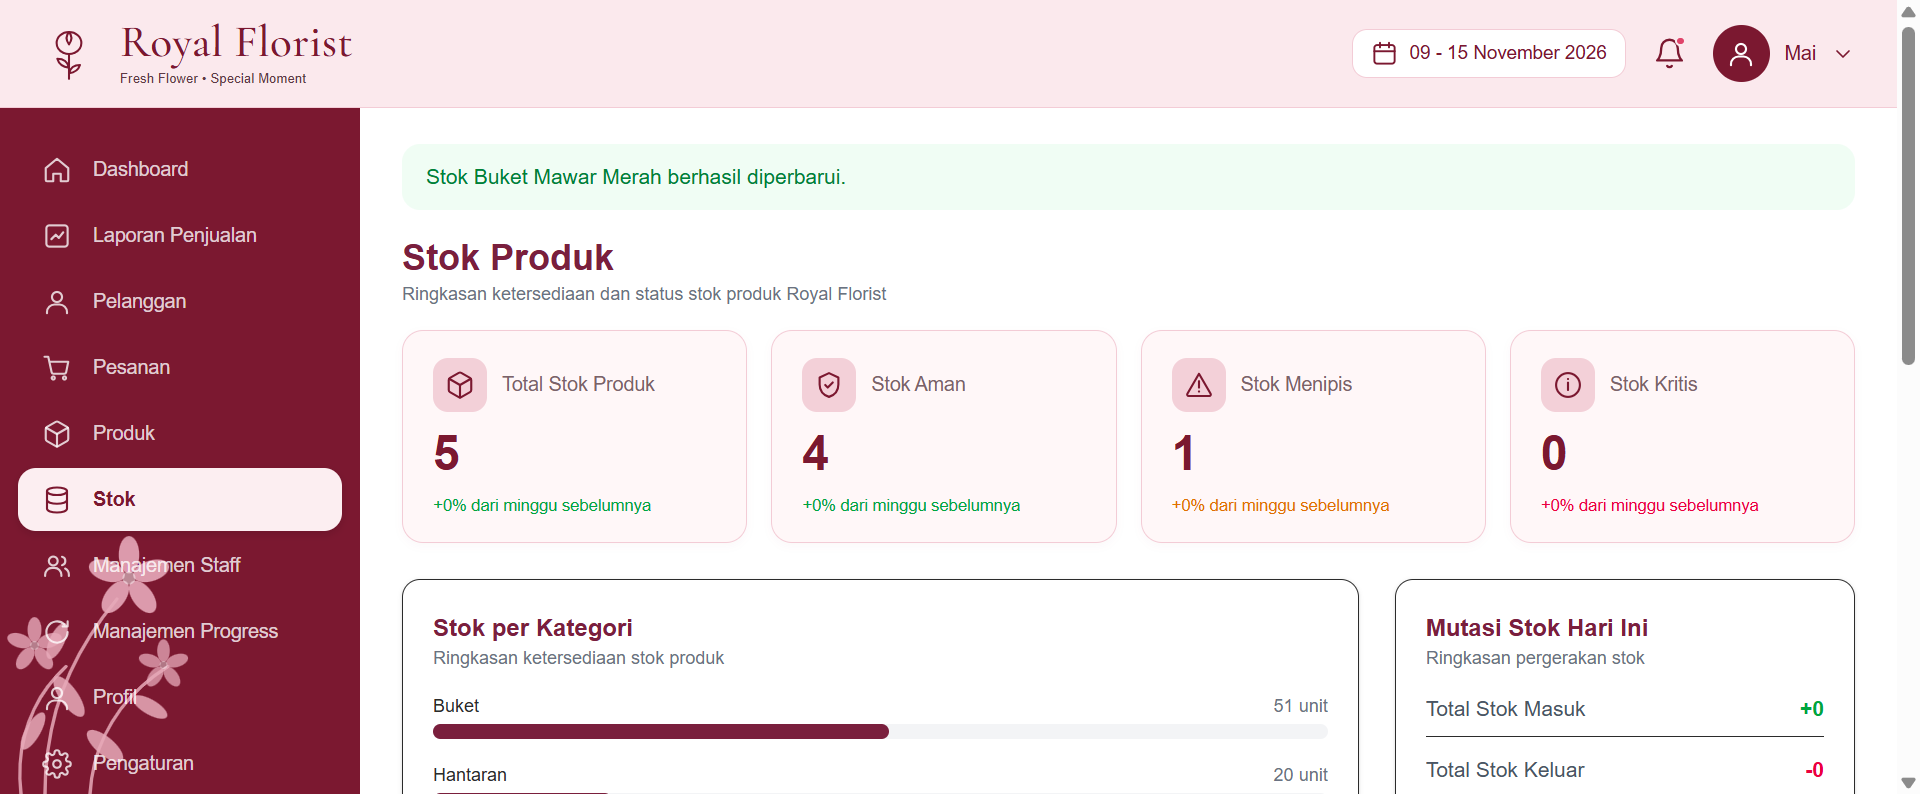 Royal Florist
Fresh Flower • Special Moment
09 - 15 November 2026
Mai
Dashboard
Laporan Penjualan
Pelanggan
Pesanan
Produk
Stok
Manajemen Staff
Manajemen Progress
Profil
Pengaturan
Stok Buket Mawar Merah berhasil diperbarui.
Stok Produk
Ringkasan ketersediaan dan status stok produk Royal Florist
Total Stok Produk
5
+0% dari minggu sebelumnya
Stok Aman
4
+0% dari minggu sebelumnya
Stok Menipis
1
+0% dari minggu sebelumnya
Stok Kritis
0
+0% dari minggu sebelumnya
Stok per Kategori
Ringkasan ketersediaan stok produk
Buket 51 unit
Hantaran 20 unit
Mutasi Stok Hari Ini
Ringkasan pergerakan stok
Total Stok Masuk +0
Total Stok Keluar -0